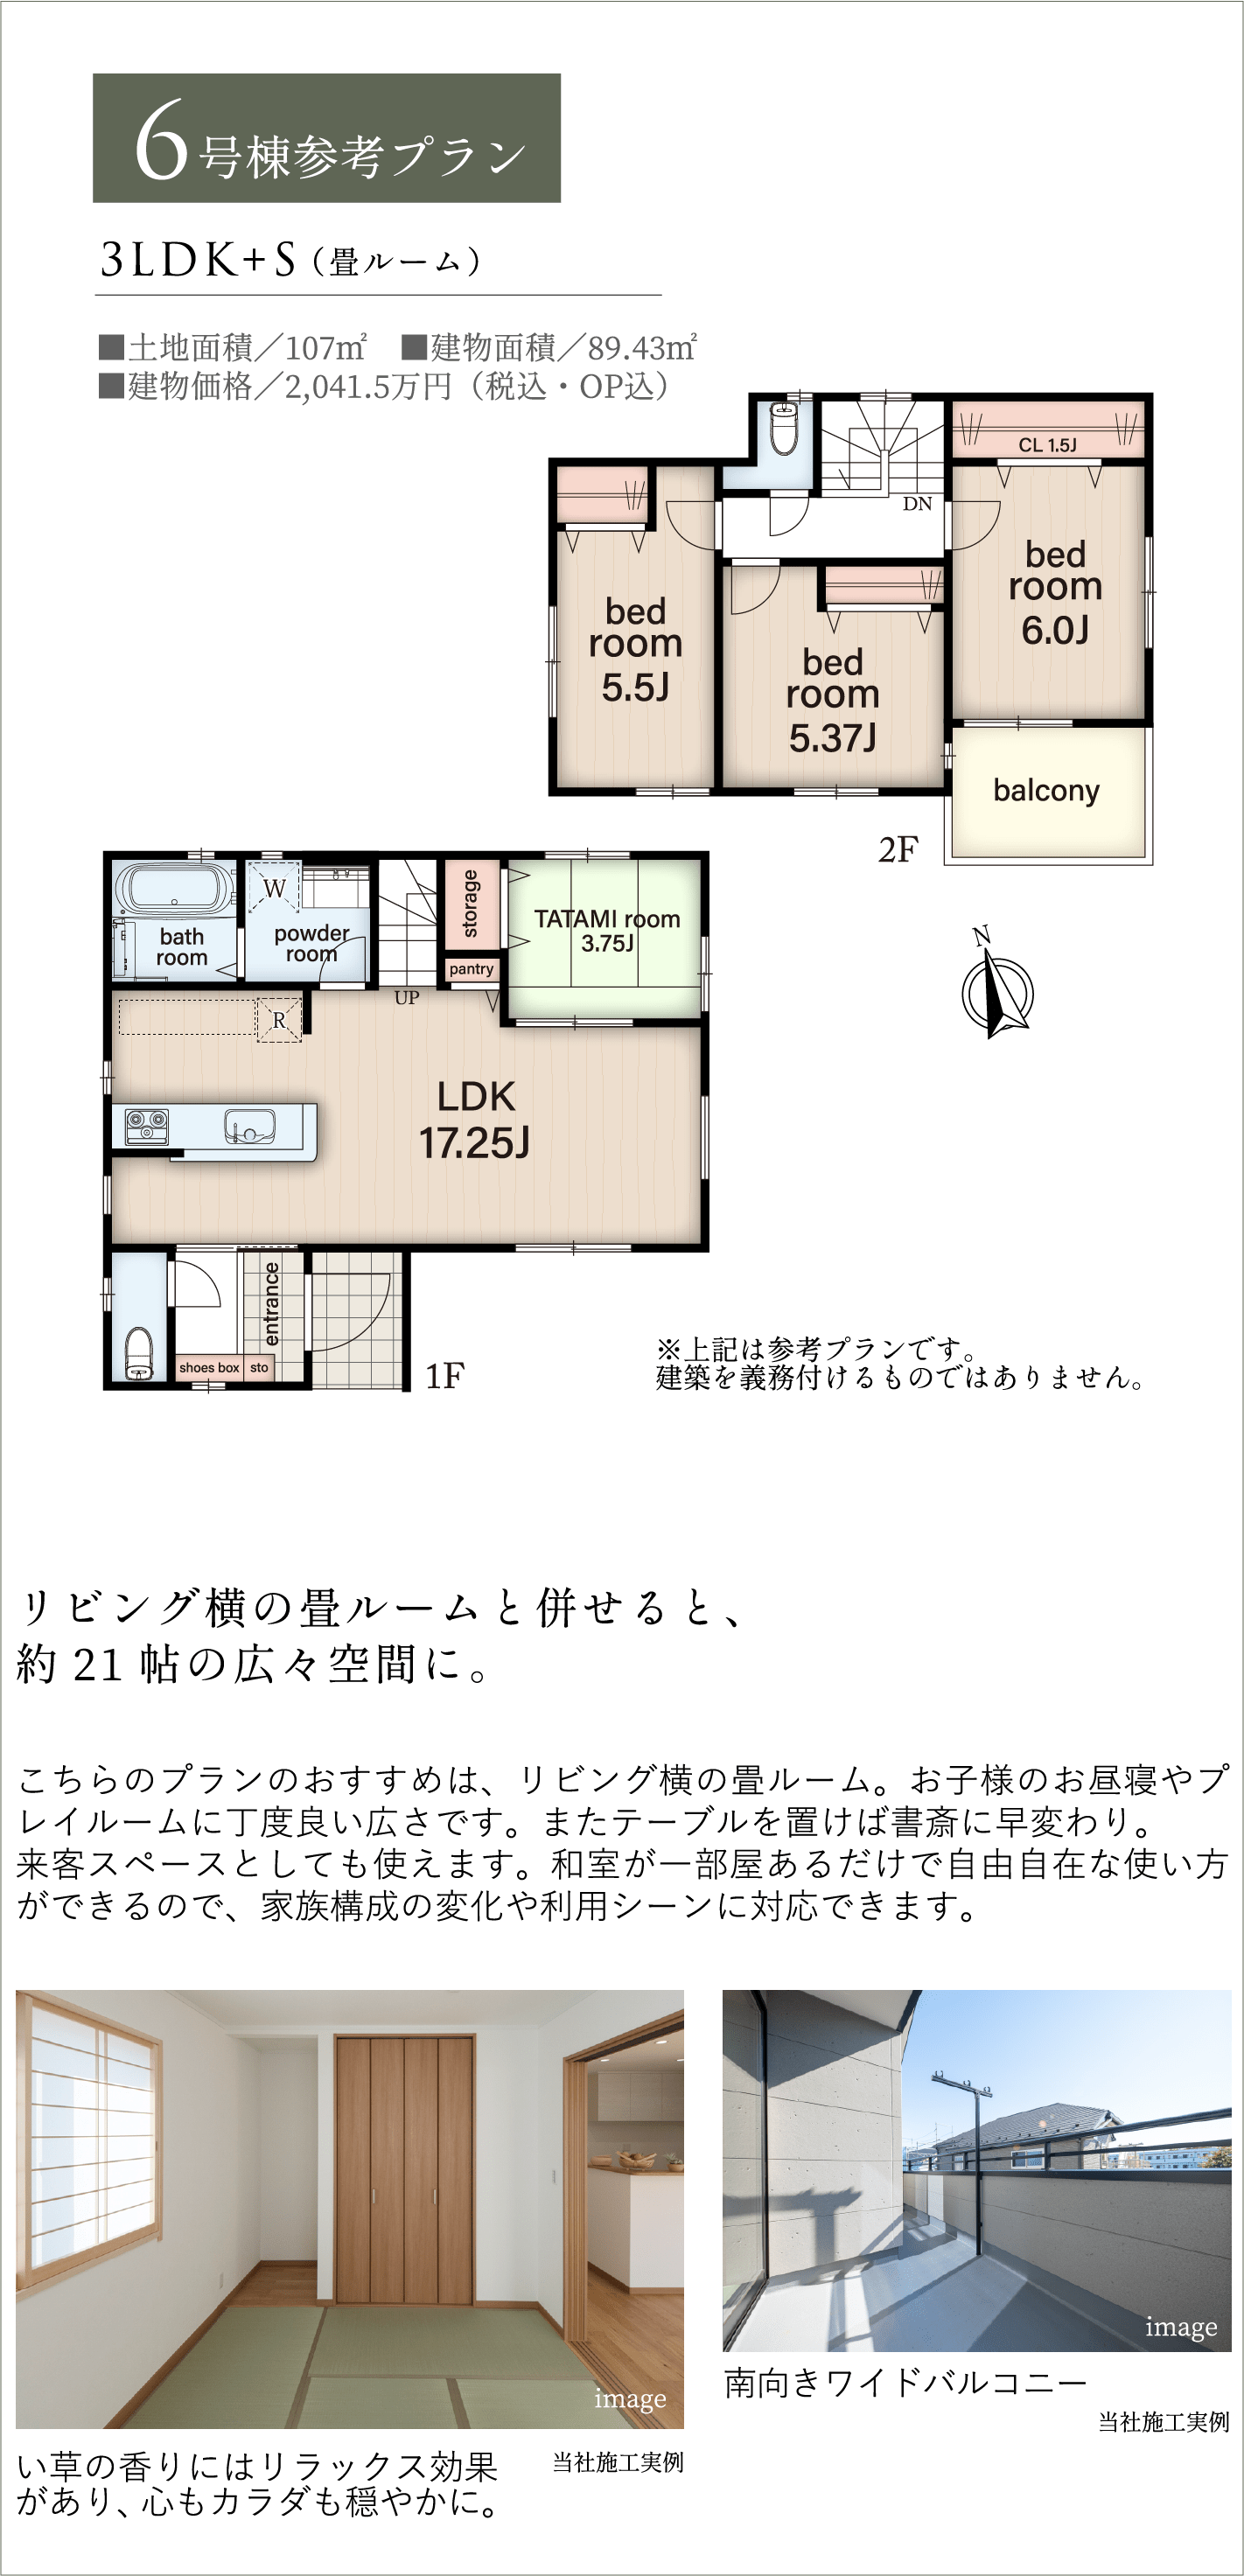 6号棟参考プラン
3LDK+S（畳ルーム）
■土地面積／107㎡　■建物面積／89.43㎡
■建物価格／2,041.5万円（税込・OP込）
CL 1.5J
DN
bed
room
6.0J
bed
room
5.5J
bed
room
5.37J
balcony
2F
W
storage
TATAMI room
3.75J
bath
room
powder
room
pantry
UP
N
R
LDK
17.25J
entrance
shoes box
sto
1F
※上記は参考プランです。
建築を義務付けるものではありません。
リビング横の畳ルームと併せると、
約21帖の広々空間に。
こちらのプランのおすすめは、リビング横の畳ルーム。お子様のお昼寝やプ
レイルームに丁度良い広さです。またテーブルを置けば書斎に早変わり。
来客スペースとしても使えます。和室が一部屋あるだけで自由自在な使い方
ができるので、家族構成の変化や利用シーンに対応できます。
image
image
南向きワイドバルコニー
当社施工実例
い草の香りにはリラックス効果
があり、心もカラダも穏やかに。
当社施工実例